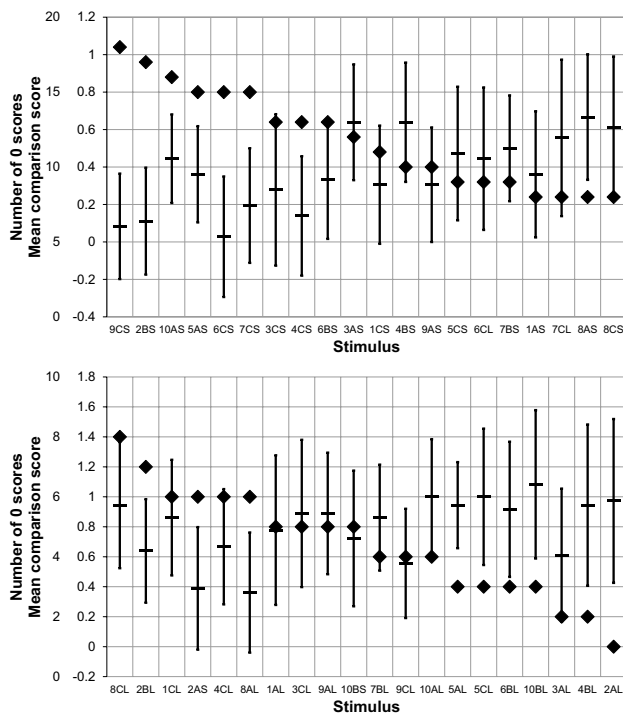 20 1.2
1
15 0.8
0.6
10 0.4
0.2
5 0
-0.2
0 -0.4
Number of 0 scores
Mean comparison score
9CS 2BS 10AS 5AS 6CS 7CS 3CS 4CS 6BS 3AS 1CS 4BS 9AS 5CS 6CL 7BS 1AS 7CL 8AS 8CS
Stimulus
10 1.8
1.6
8 1.4
1.2
6 1
0.8
4 0.6
0.4
2 0.2
0
0 -0.2
Number of 0 scores
Mean comparison score
8CL 2BL 1CL 2AS 4CL 8AL 1AL 3CL 9AL 10BS 7BL 9CL 10AL 5AL 5CL 6BL 10BL 3AL 4BL 2AL
Stimulus